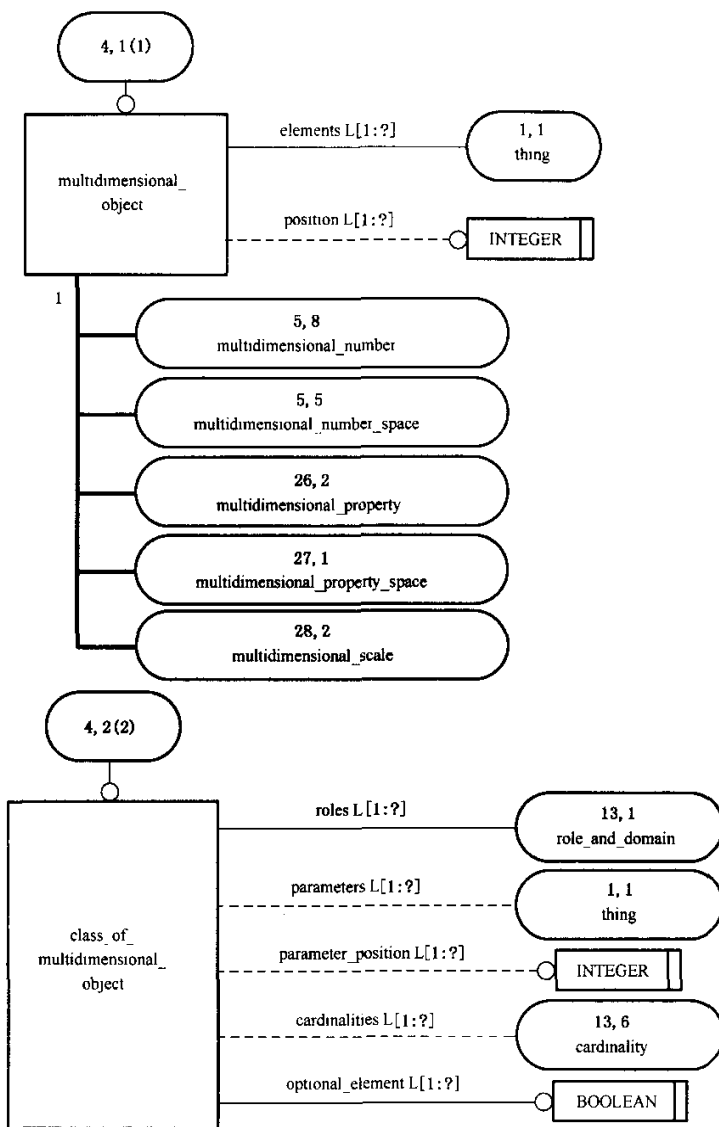 4, 1(1)
elements L[1:?]
1, 1
thing
multidimensional_
object
position L[1:?]
INTEGER
1
5, 8
multidimensional_number
5, 5
multidimensional_number_space
26, 2
multidimensional_property
27, 1
multidimensional_property_space
28, 2
multidimensional_scale
4, 2(2)
roles L[1:?]
13, 1
role_and_domain
parameters L[1:?]
1, 1
thing
class_of_
multidimensional_
object
parameter_position L[1:?]
INTEGER
cardinalities L[1:?]
13, 6
cardinality
optional_element L[1:?]
BOOLEAN